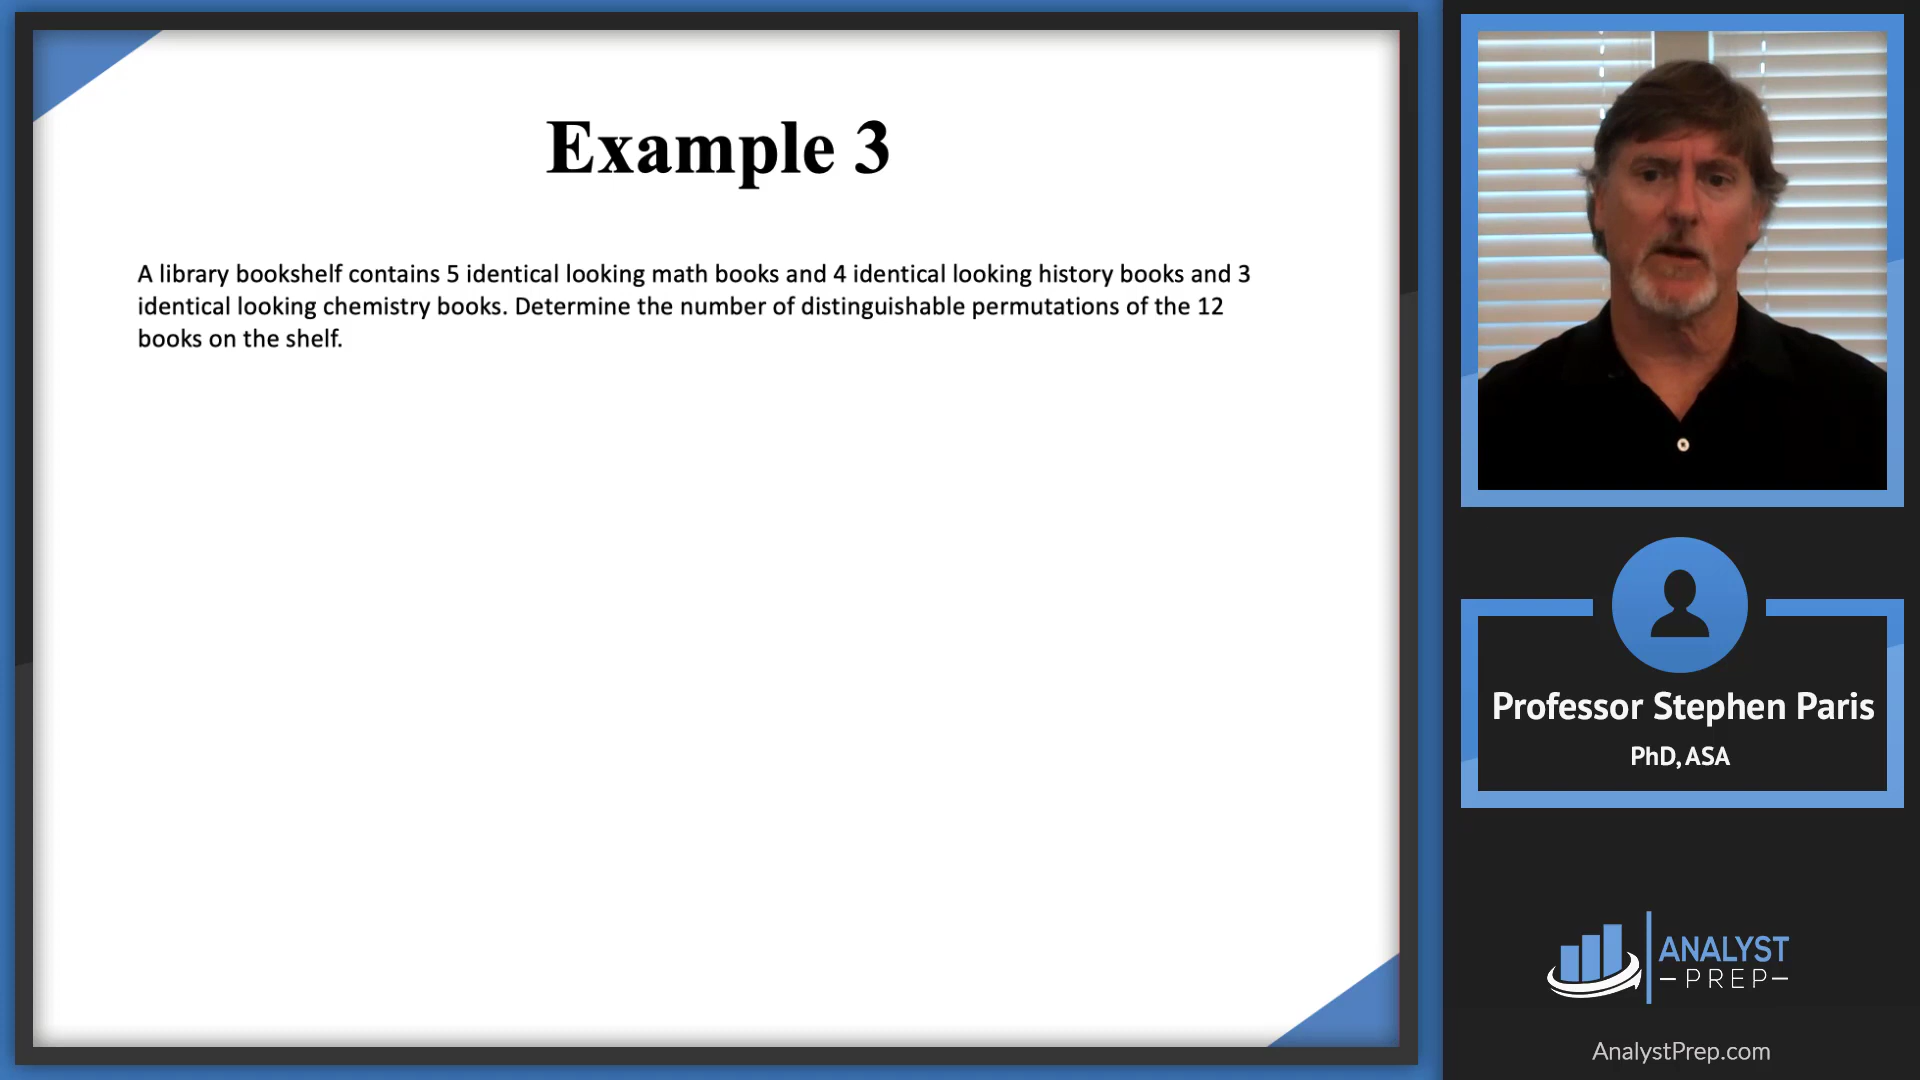 Example 3
A library bookshelf contains 5 identical looking math books and 4 identical looking history books and 3
identical looking chemistry books. Determine the number of distinguishable permutations of the 12
books on the shelf.
Professor Stephen Paris
PhD, ASA
ANALYST
PREP
AnalystPrep.com